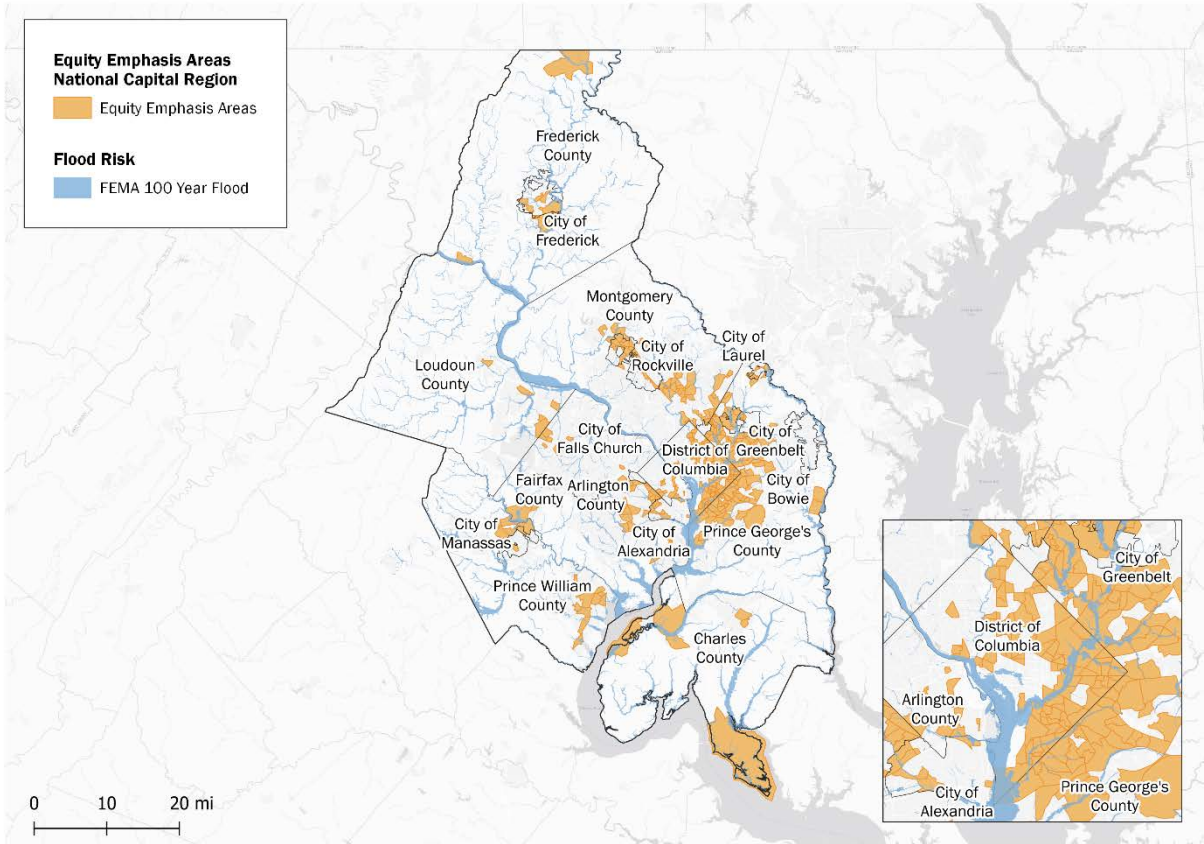 Equity Emphasis Areas
National Capital Region
Equity Emphasis Areas
Flood Risk
FEMA 100 Year Flood
Frederick
County
City of
Frederick
Montgomery
County
City of
Rockville
City of
Laurel
Loudoun
County
City of
Falls Church
District of
Columbia
City of
Greenbelt
Fairfax
County
Arlington
County
City of
Bowie
City of
Manassas
City of
Alexandria
Prince George's
County
Prince William
County
Charles
County
0 10 20 mi
City of
Greenbelt
District of
Columbia
Arlington
County
City of
Alexandria
Prince George's
County